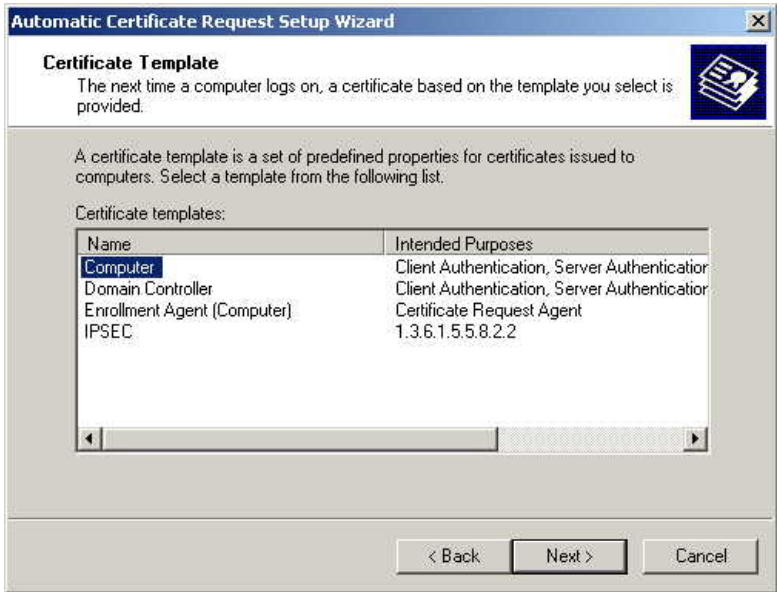 Automatic Certificate Request Setup Wizard
Certificate Template
The next time a computer logs on, a certificate based on the template you select is
provided.
A certificate template is a set of predefined properties for certificates issued to
computers. Select a template from the following list.
Certificate templates:
Name Intended Purposes
Computer Client Authentication, Server Authentication
Domain Controller Client Authentication, Server Authentication
Enrollment Agent (Computer) Certificate Request Agent
IPSEC 1.3.6.1.5.5.8.2.2
< Back Next > Cancel